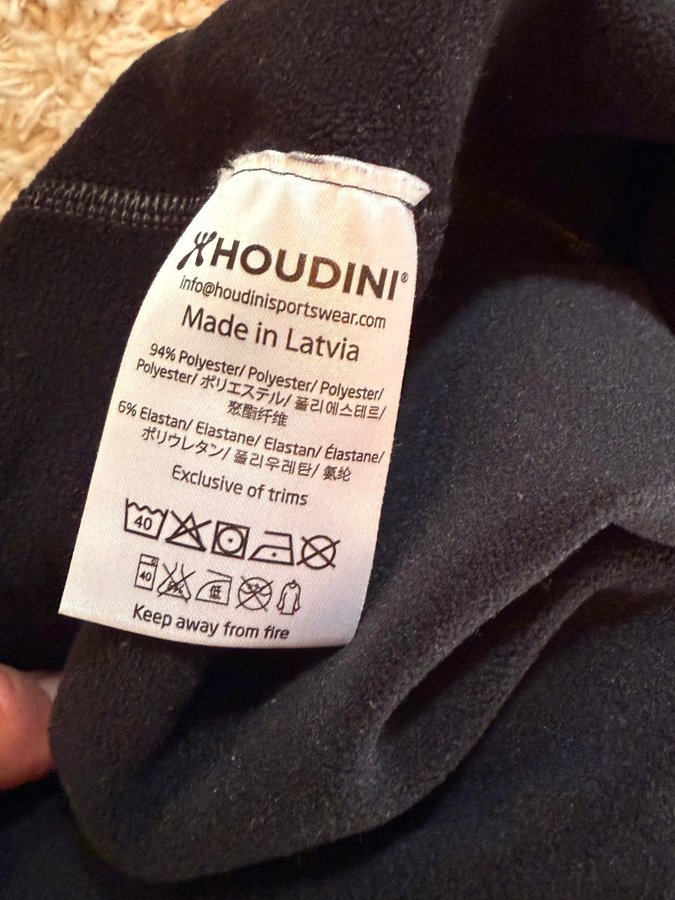 HOUDINI®
info@houdinisportswear.com
Made in Latvia
94% Polyester/ Polyester/ Polyester/
Polyester/ ポリエステル/ 폴리에스테르/
聚酯纤维
6% Elastan/ Elastane/ Elastan/ Élastane/
ポリウレタン/ 폴리우레탄/ 氨纶
Exclusive of trims
40
40 低
Keep away from fire